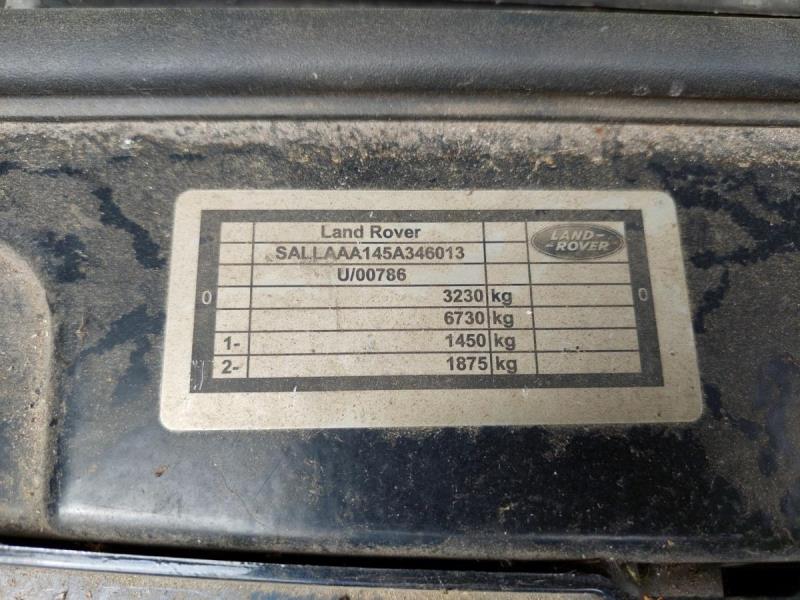 Land Rover
LAND-
-ROVER
SALLAAA145A346013
U/00786
0
3230 kg
0
6730 kg
1- 1450 kg
2- 1875 kg